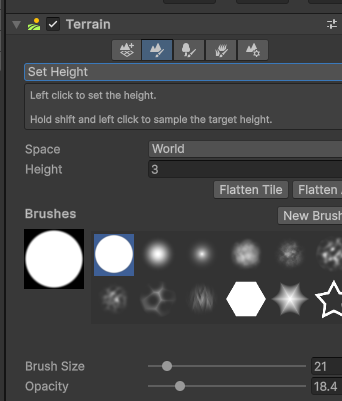 Terrain
Set Height
Left click to set the height.
Hold shift and left click to sample the target height.
Space World
Height 3
Flatten Tile Flatten
Brushes New Brush
Brush Size 21
Opacity 18.4